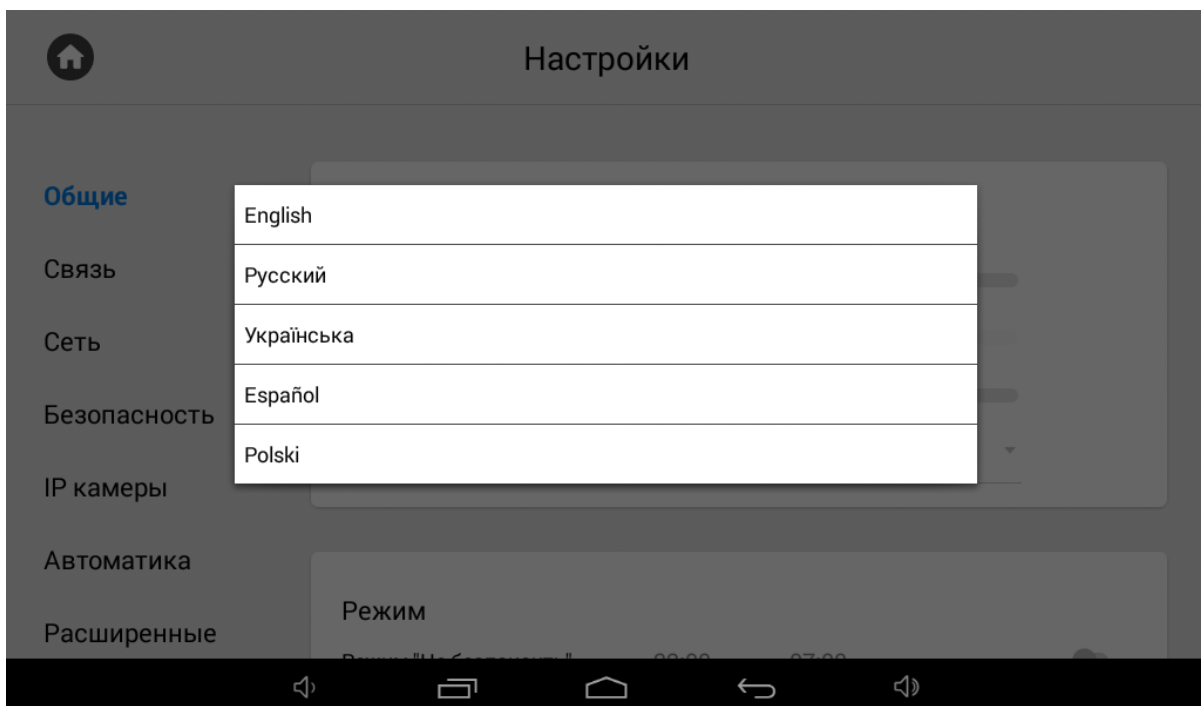 Настройки
Общие
Связь
Сеть
Безопасность
IP камеры
Автоматика
Расширенные
English
Русский
Українська
Español
Polski
Режим